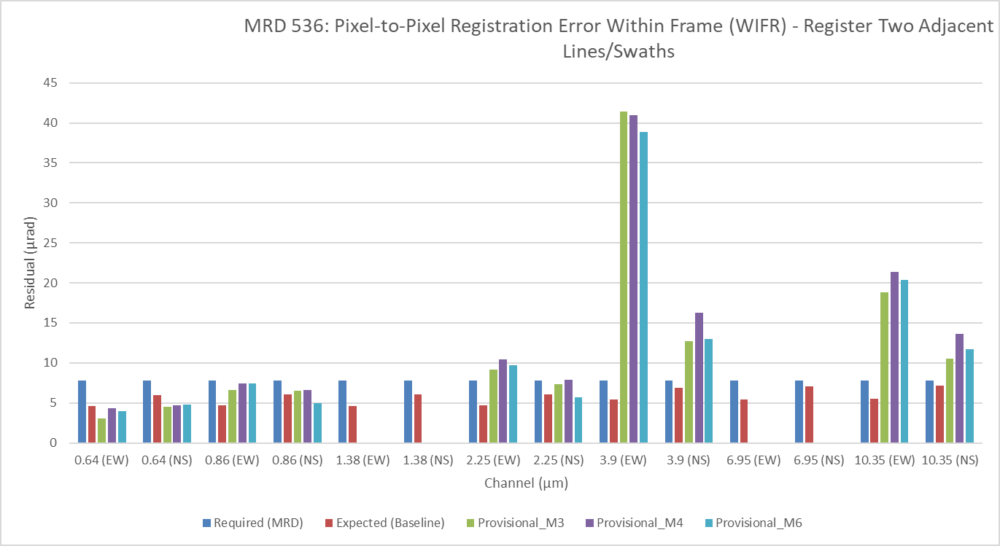 MRD 536: Pixel-to-Pixel Registration Error Within Frame (WIFR) - Register Two Adjacent
Lines/Swaths
45
40
35
30
25
20
15
10
5
0
Residual (μrad)
0.64 (EW) 0.64 (NS) 0.86 (EW) 0.86 (NS) 1.38 (EW) 1.38 (NS) 2.25 (EW) 2.25 (NS) 3.9 (EW) 3.9 (NS) 6.95 (EW) 6.95 (NS) 10.35 (EW) 10.35 (NS)
Channel (μm)
Required (MRD) Expected (Baseline) Provisional_M3 Provisional_M4 Provisional_M6